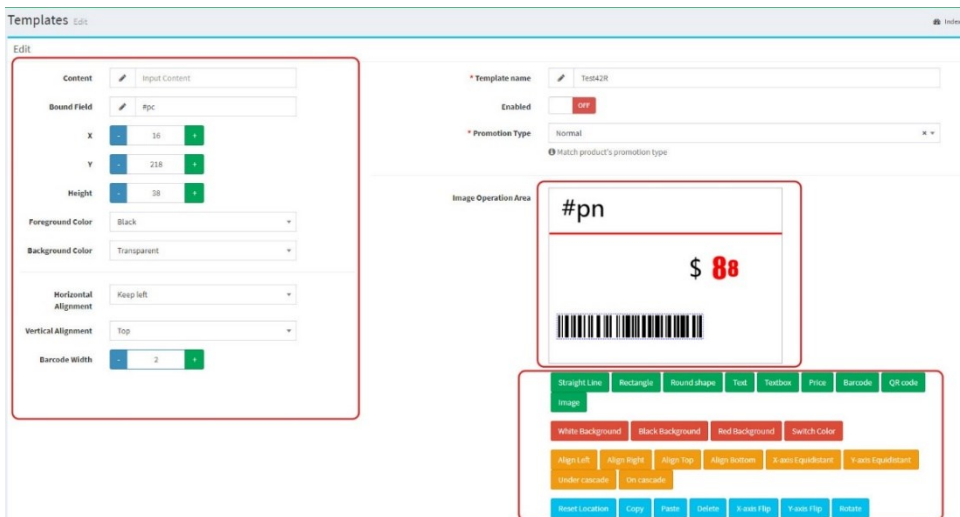 Templates Edit
Index
Edit
Content
Input Content
Bound Field
#pc
X
- 16 +
Y
- 218 +
Height
- 38 +
Foreground Color
Black
Background Color
Transparent
Horizontal
Alignment
Keep left
Vertical Alignment
Top
Barcode Width
- 2 +
* Template name
Test42R
Enabled
OFF
* Promotion Type
Normal
Match product's promotion type
Image Operation Area
#pn
$ 88
Straight Line Rectangle Round shape Text Textbox Price Barcode QR code
Image
White Background Black Background Red Background Switch Color
Align Left Align Right Align Top Align Bottom X-axis Equidistant Y-axis Equidistant
Under cascade On cascade
Reset Location Copy Paste Delete X-axis Flip Y-axis Flip Rotate